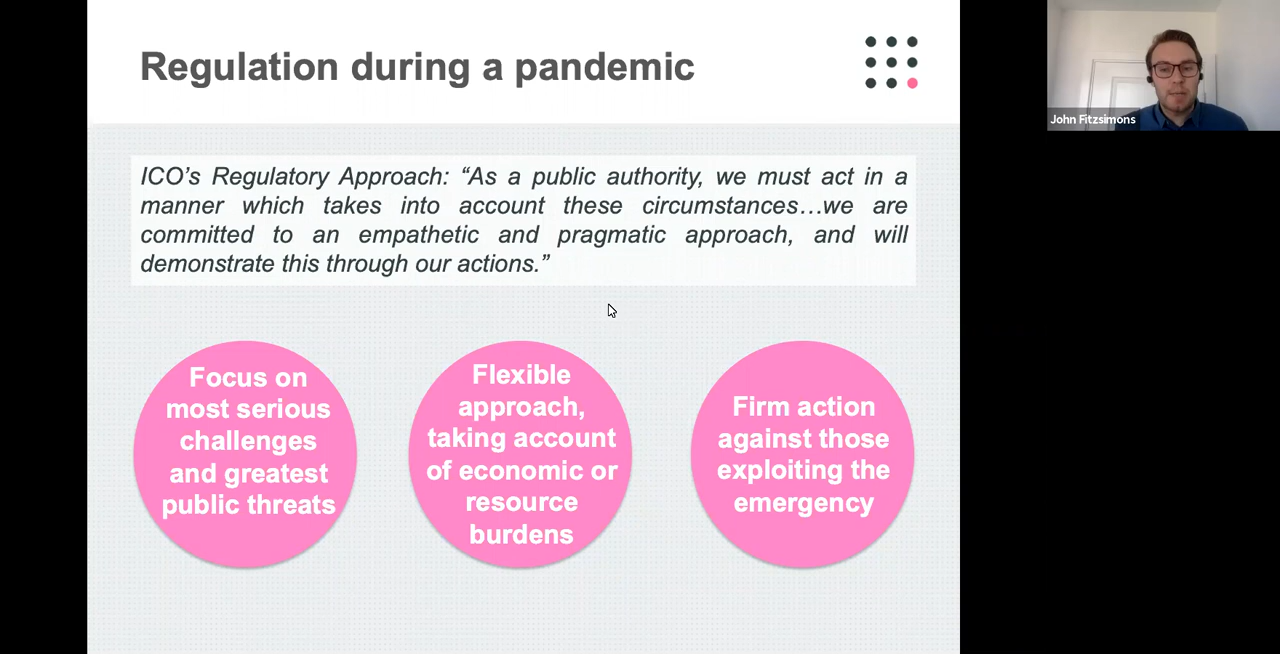 Regulation during a pandemic
John Fitzsimons
ICO’s Regulatory Approach: “As a public authority, we must act in a
manner which takes into account these circumstances…we are
committed to an empathetic and pragmatic approach, and will
demonstrate this through our actions.”
Focus on
most serious
challenges
and greatest
public threats
Flexible
approach,
taking account
of economic or
resource
burdens
Firm action
against those
exploiting the
emergency